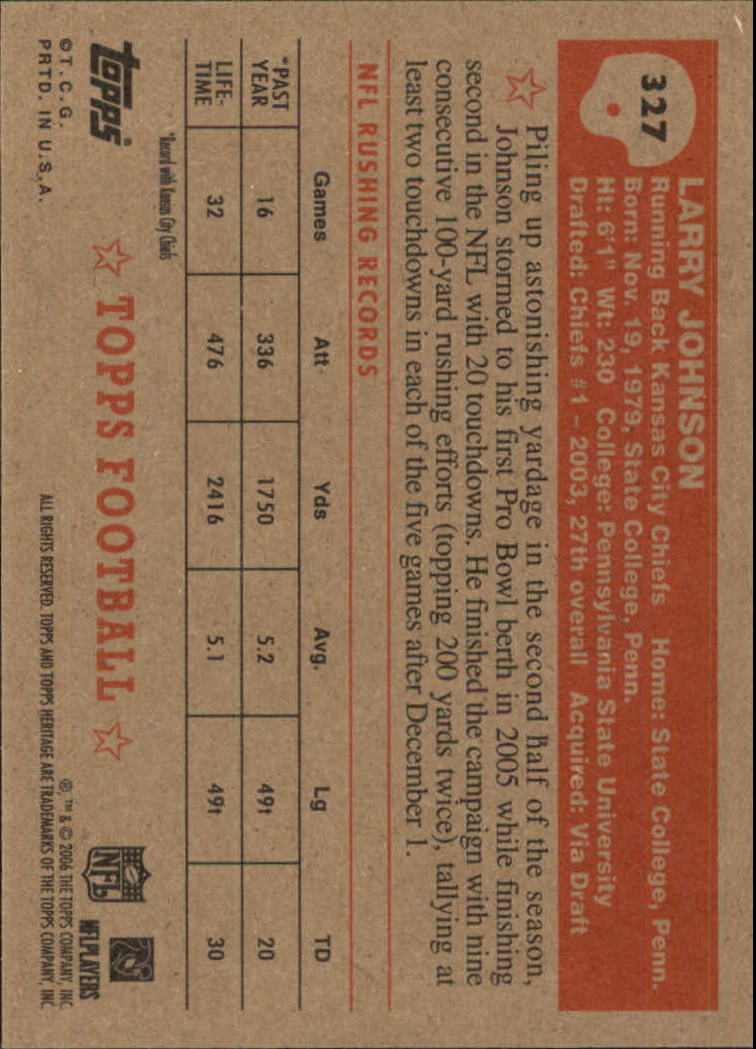 327
LARRY JOHNSON
Running Back Kansas City Chiefs Home: State College, Penn.
Born: Nov. 19, 1979, State College, Penn.
Ht: 6'1" Wt: 230 College: Pennsylvania State University
Drafted: Chiefs #1 – 2003, 27th overall Acquired: Via Draft
Piling up astonishing yardage in the second half of the season,
Johnson stormed to his first Pro Bowl berth in 2005 while finishing
second in the NFL with 20 touchdowns. He finished the campaign with nine
consecutive 100-yard rushing efforts (topping 200 yards twice), tallying at
least two touchdowns in each of the five games after December 1.
NFL RUSHING RECORDS
Games Att Yds Avg. Lg TD
*PAST YEAR 16 336 1750 5.2 49t 20
LIFE-TIME 32 476 2416 5.1 49t 30
*Record with Kansas City Chiefs
topps®
☆ TOPPS FOOTBALL ☆
NFL
NFLPLAYERS
©T.C.G.
PRTD. IN U.S.A.
®, ™ & © 2006 THE TOPPS COMPANY, INC
ALL RIGHTS RESERVED. TOPPS AND TOPPS HERITAGE ARE TRADEMARKS OF THE TOPPS COMPANY, INC